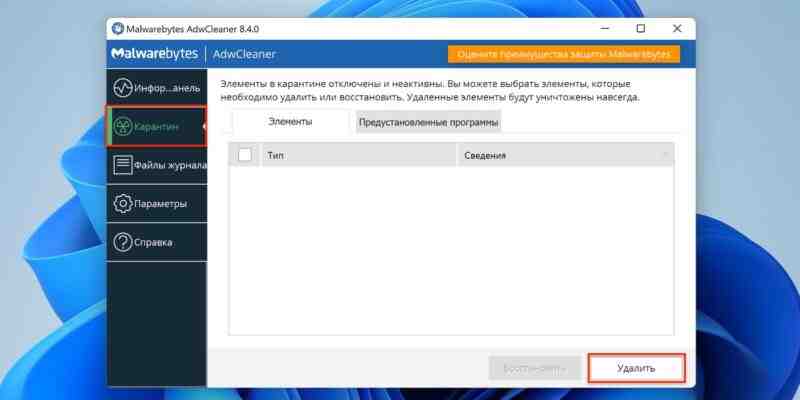 Malwarebytes AdwCleaner 8.4.0
Malwarebytes | AdwCleaner
Оцените преимущества защиты Malwarebytes
Инфор...анель
Карантин
Файлы журнала
Параметры
Справка
Элементы в карантине отключены и неактивны. Вы можете выбрать элементы, которые
необходимо удалить или восстановить. Удаленные элементы будут уничтожены навсегда.
Элементы
Предустановленные программы
Тип
Сведения
Восстановить
Удалить